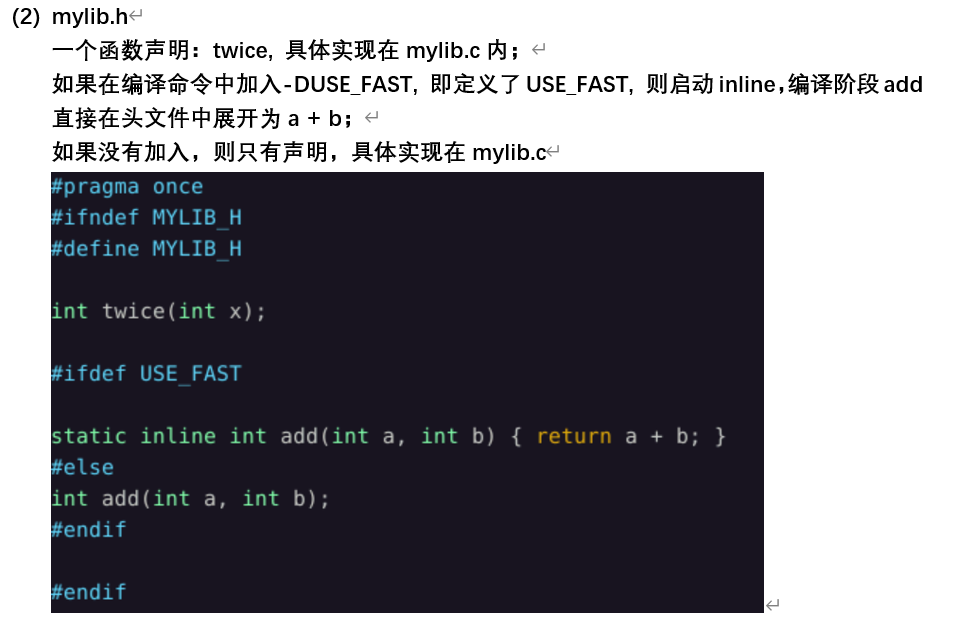 (2) mylib.h
一个函数声明：twice, 具体实现在 mylib.c 内；
如果在编译命令中加入-DUSE_FAST, 即定义了 USE_FAST, 则启动 inline，编译阶段 add
直接在头文件中展开为 a + b；
如果没有加入，则只有声明，具体实现在 mylib.c
#pragma once
#ifndef MYLIB_H
#define MYLIB_H
int twice(int x);
#ifdef USE_FAST
static inline int add(int a, int b) { return a + b; }
#else
int add(int a, int b);
#endif
#endif